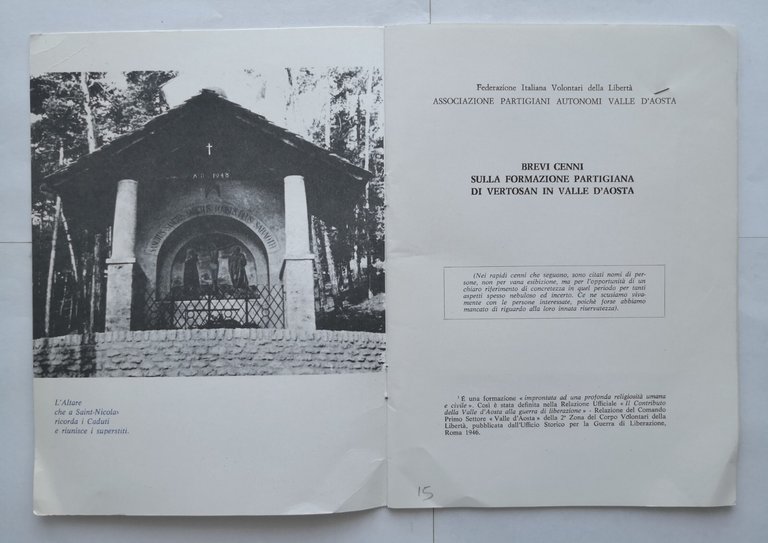 A.D. 1948
L'Altare
che a Saint-Nicolas
ricorda i Caduti
e riunisce i superstiti.
Federazione Italiana Volontari della Libertà
ASSOCIAZIONE PARTIGIANI AUTONOMI VALLE D'AOSTA
BREVI CENNI
SULLA FORMAZIONE PARTIGIANA
DI VERTOSAN IN VALLE D'AOSTA
(Nei rapidi cenni che seguono, sono citati nomi di per-
sone, non per vana esibizione, ma per l'opportunità di un
chiaro riferimento di concretezza in quel periodo per tanti
aspetti spesso nebuloso ed incerto. Ce ne scusiamo viva-
mente con le persone interessate, poiché forse abbiamo
mancato di riguardo alla loro innata riservatezza).
¹ È una formazione « improntata ad una profonda religiosità umana
e civile ». Così è stata definita nella Relazione Ufficiale « Il Contributo
della Valle d'Aosta alla guerra di liberazione » - Relazione del Comando
Primo Settore « Valle d'Aosta » della 2ª Zona del Corpo Volontari della
Libertà, pubblicata dall'Ufficio Storico per la Guerra di Liberazione,
Roma 1946.
15